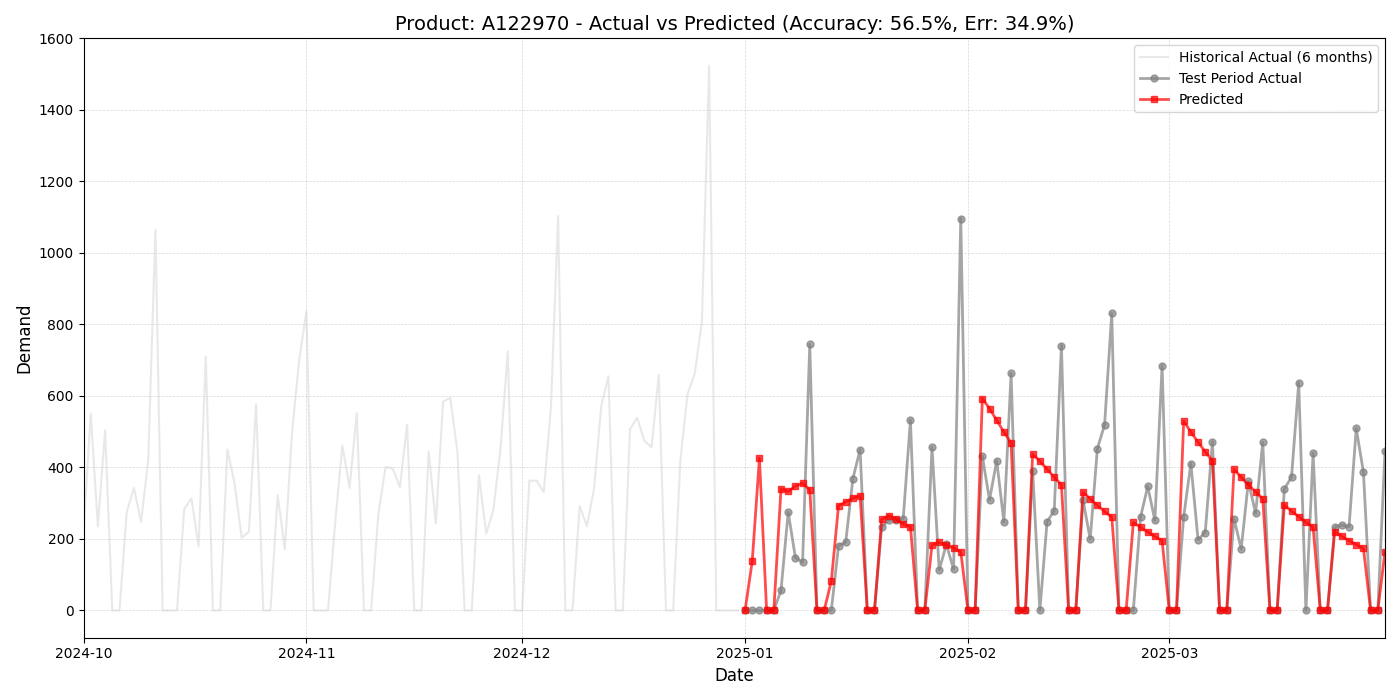 Product: A122970 - Actual vs Predicted (Accuracy: 56.5%, Err: 34.9%)
Historical Actual (6 months)
Test Period Actual
Predicted
Demand
1600
1400
1200
1000
800
600
400
200
0
2024-10
2024-11
2024-12
2025-01
2025-02
2025-03
Date